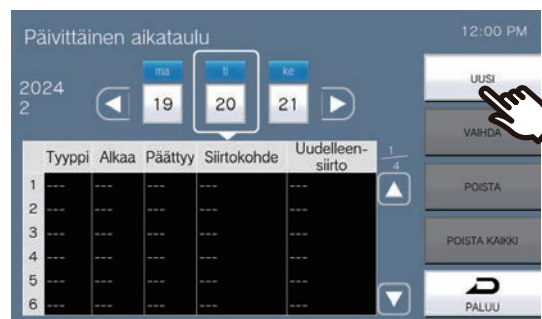 Päivittäinen aikataulu
12:00 PM
2024
2
ma
19
ti
20
ke
21
UUSI
VAIHDA
POISTA
POISTA KAIKKI
PALUU
Tyyppi Alkaa Päättyy Siirtokohde Uudelleen-
siirto
1
4
1 --- --- --- --- ---
2 --- --- --- --- ---
3 --- --- --- --- ---
4 --- --- --- --- ---
5 --- --- --- --- ---
6 --- --- --- --- ---